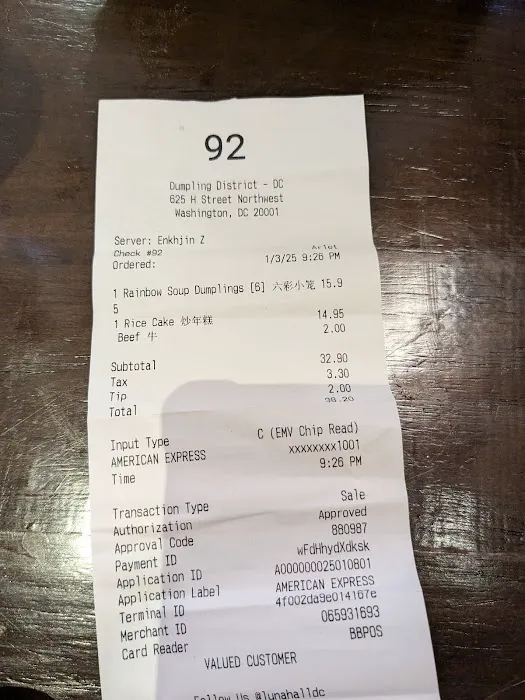 92
Dumpling District - DC
625 H Street Northwest
Washington, DC 20001
Server: Enkhjin Z
Check #92
Ordered: 1/3/25 9:26 PM
1 Rainbow Soup Dumplings [6] 六彩小笼 15.9
5
1 Rice Cake 炒年糕 14.95
Beef 牛 2.00
Subtotal 32.90
Tax 3.30
Tip 2.00
Total 38.20
Input Type C (EMV Chip Read)
AMERICAN EXPRESS xxxxxxxx1001
Time 9:26 PM
Transaction Type Sale
Authorization Approved
Approval Code 880987
Payment ID wFdHhydXdksk
Application ID A000000025010801
Application Label AMERICAN EXPRESS
Terminal ID 4f002da9e014167e
Merchant ID 065931693
Card Reader BBPOS
VALUED CUSTOMER
Follow Us @lunahalldc